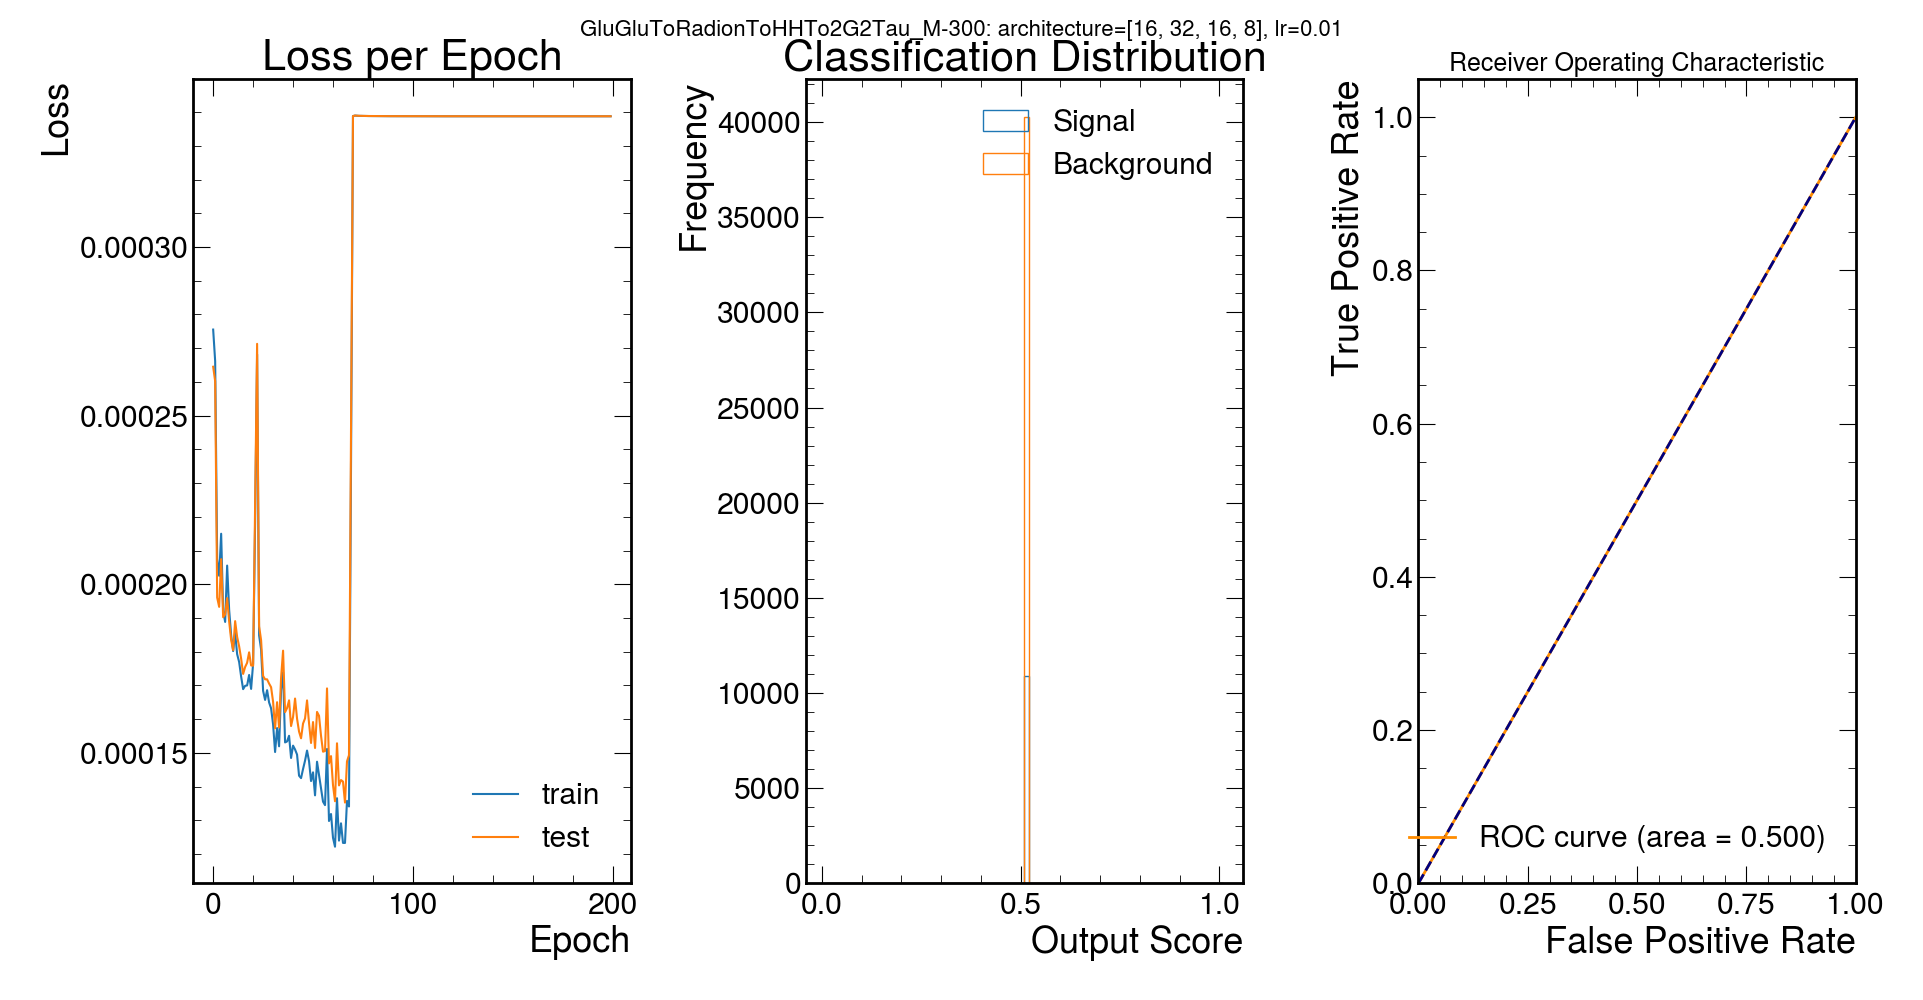 GluGluToRadionToHHTo2G2Tau_M-300: architecture=[16, 32, 16, 8], lr=0.01
Loss per Epoch
Loss
0.00030
0.00025
0.00020
0.00015
train
test
0 100 200
Epoch
Classification Distribution
Frequency
40000
35000
30000
25000
20000
15000
10000
5000
0
Signal
Background
0.0 0.5 1.0
Output Score
Receiver Operating Characteristic
True Positive Rate
1.0
0.8
0.6
0.4
0.2
0.0
ROC curve (area = 0.500)
0.00 0.25 0.50 0.75 1.00
False Positive Rate